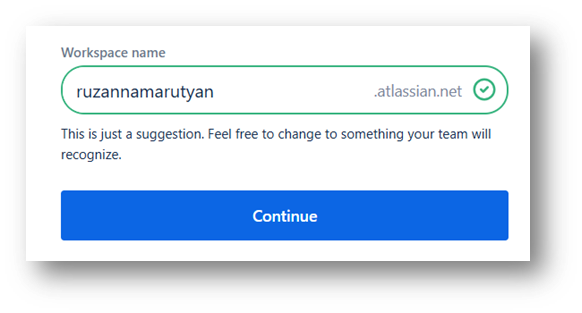 Workspace name
ruzannamarutyan .atlassian.net
This is just a suggestion. Feel free to change to something your team will
recognize.
Continue